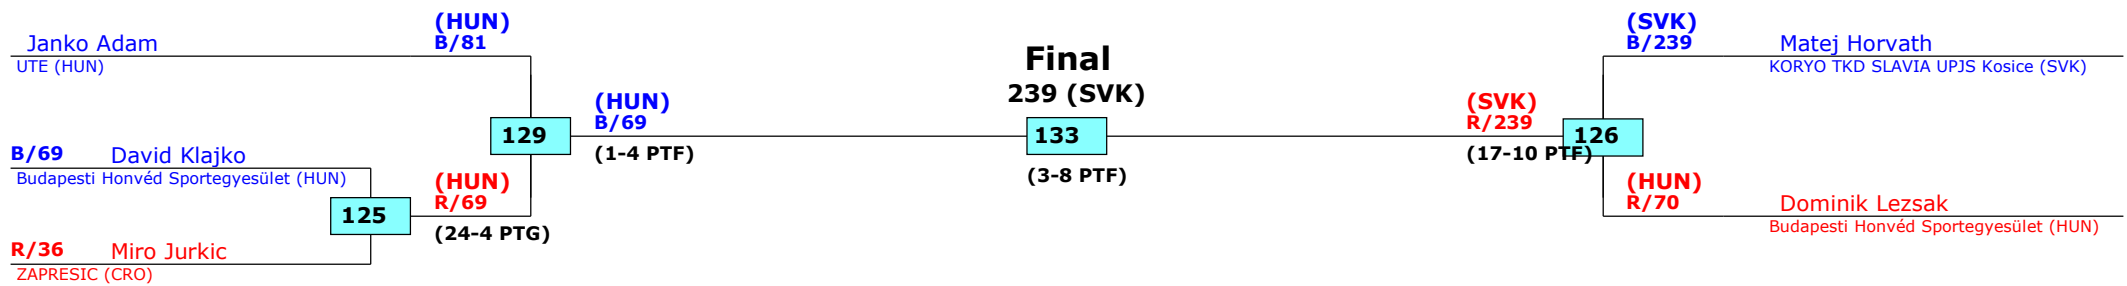 (HUN)
B/81
Janko Adam
UTE (HUN)
B/69 David Klajko
Budapesti Honvéd Sportegyesület (HUN)
R/36 Miro Jurkic
ZAPRESIC (CRO)
125
(HUN)
R/69
(24-4 PTG)
129
(HUN)
B/69
(1-4 PTF)
Final
239 (SVK)
133
(3-8 PTF)
(SVK)
R/239
(17-10 PTF)
126
(SVK)
B/239
Matej Horvath
KORYO TKD SLAVIA UPJS Kosice (SVK)
(HUN)
R/70
Dominik Lezsak
Budapesti Honvéd Sportegyesület (HUN)